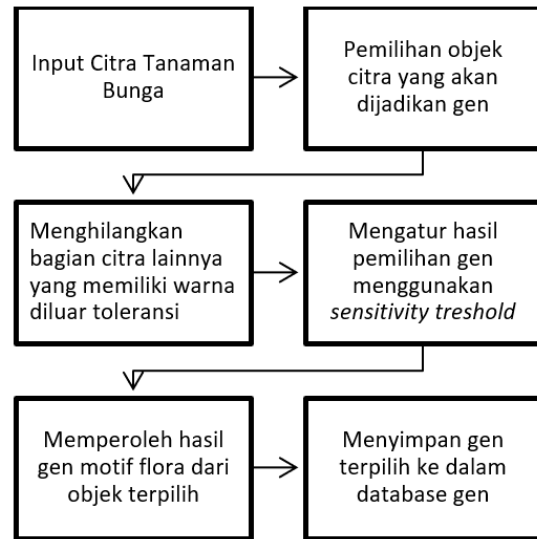 Input Citra Tanaman
Bunga
Pemilihan objek
citra yang akan
dijadikan gen
Menghilangkan
bagian citra lainnya
yang memiliki warna
diluar toleransi
Mengatur hasil
pemilihan gen
menggunakan
sensitivity treshold
Memperoleh hasil
gen motif flora dari
objek terpilih
Menyimpan gen
terpilih ke dalam
database gen